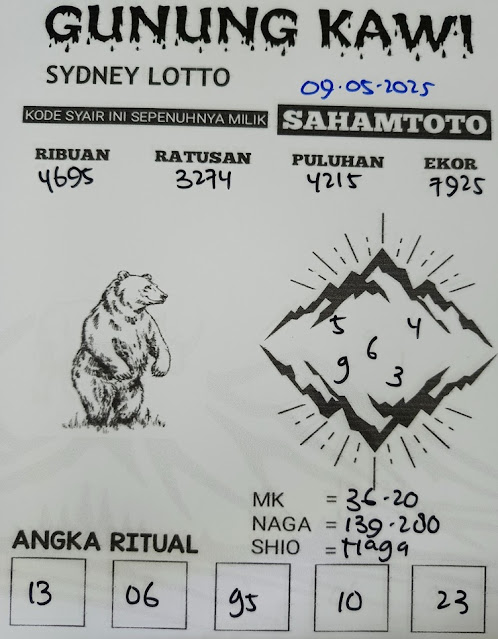 GUNUNG KAWI
SYDNEY LOTTO 09.05-2025
KODE SYAIR INI SEPENUHNYA MILIK SAHAMTOTO
RIBUAN RATUSAN PULUHAN EKOR
4695 3274 4215 7925
5 4
6
9 3
MK = 36-20
NAGA = 139-280
SHIO = Naga
ANGKA RITUAL
13 06 95 10 23